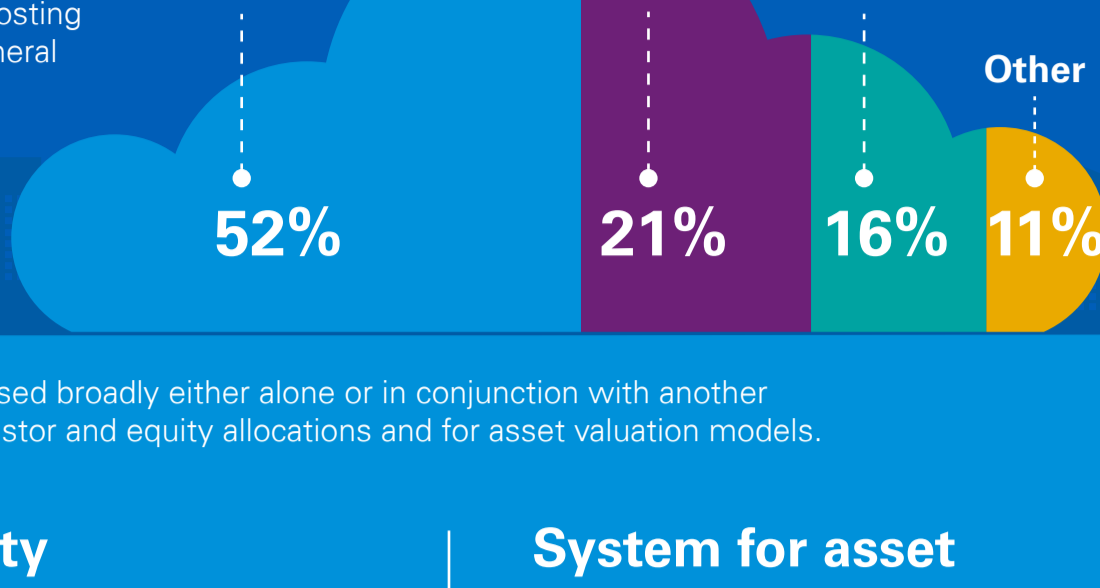 osting
neral
Other
52% 21% 16% 11%
sed broadly either alone or in conjunction with another
stor and equity allocations and for asset valuation models.
ty
System for asset